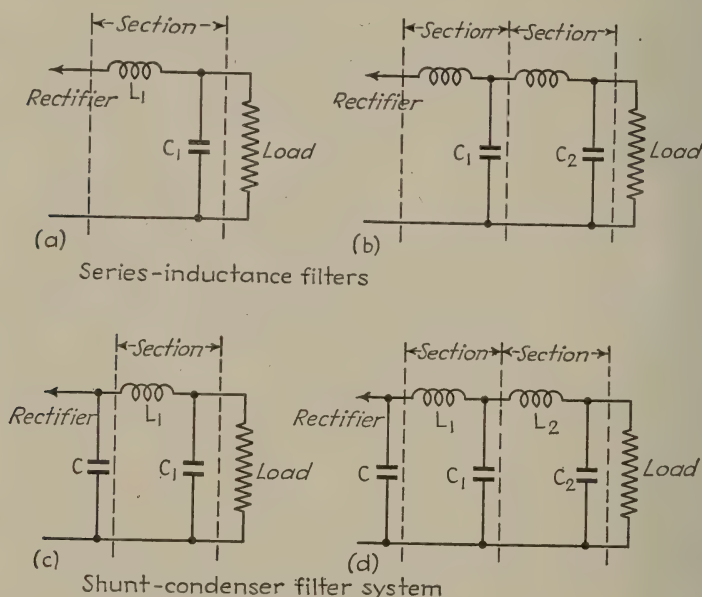 Section
Rectifier
L1
C1
Load
(a)
Section Section
Rectifier
C1
C2
Load
(b)
Series-inductance filters
Section
Rectifier
L1
C
C1
Load
(c)
Section Section
Rectifier
L1
L2
C
C1
C2
Load
(d)
Shunt-condenser filter system